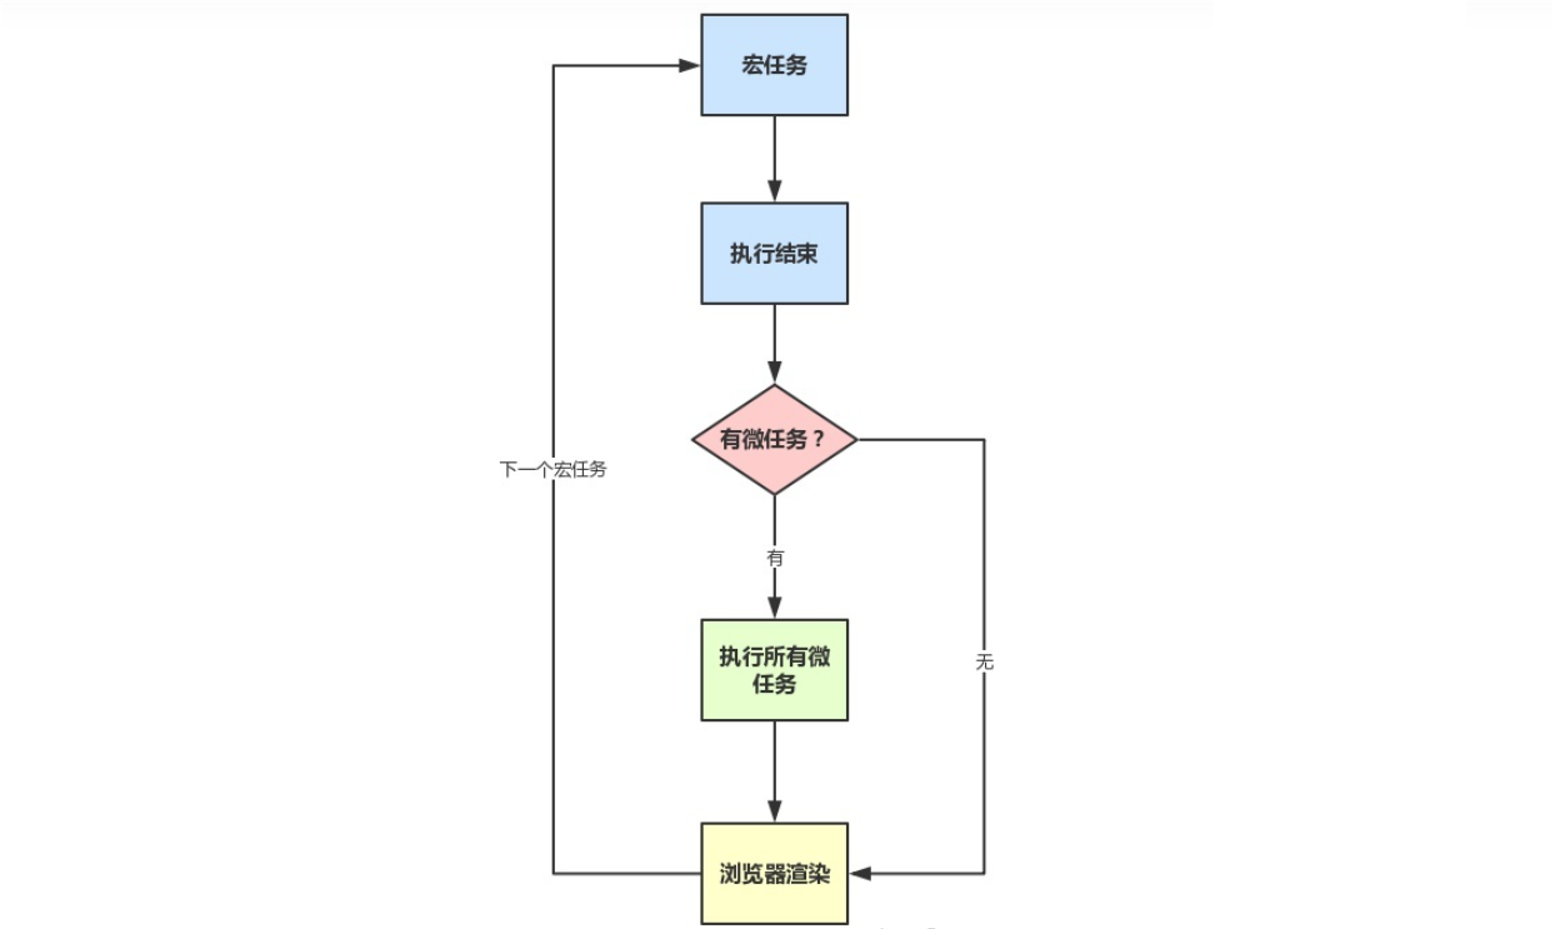 宏任务
执行结束
有微任务？
下一个宏任务
有
执行所有微
任务
无
浏览器渲染